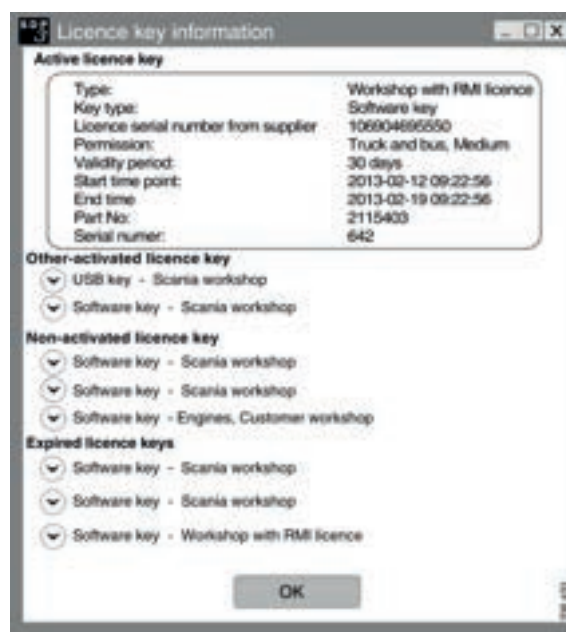 SDP3 Licence key information
Active licence key
Type: Workshop with RMI licence
Key type: Software key
Licence serial number from supplier 106904695550
Permission: Truck and bus, Medium
Validity period: 30 days
Start time point: 2013-02-12 09:22:56
End time 2013-02-19 09:22:56
Part No: 2115403
Serial numer: 642
Other-activated licence key
USB key - Scania workshop
Software key - Scania workshop
Non-activated licence key
Software key - Scania workshop
Software key - Scania workshop
Software key - Engines, Customer workshop
Expired licence keys
Software key - Scania workshop
Software key - Scania workshop
Software key - Workshop with RMI licence
OK